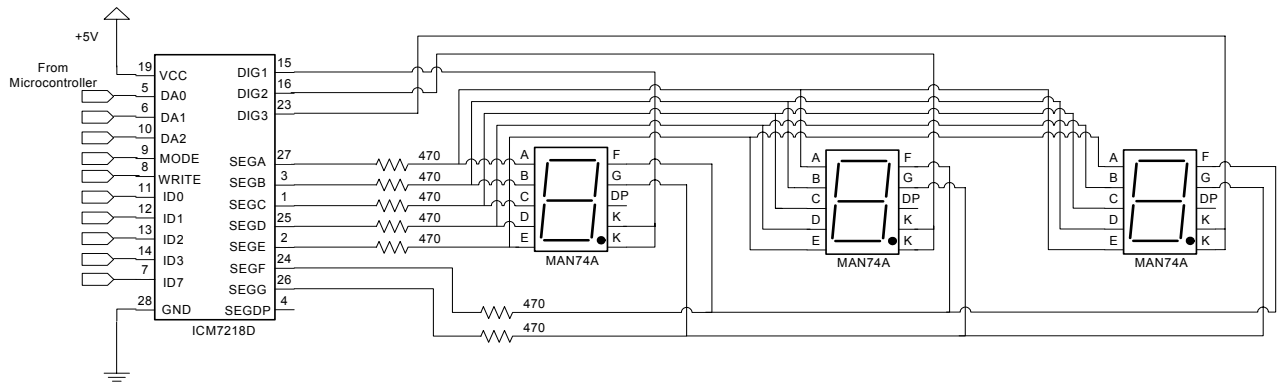 +5V
From
Microcontroller
19 VCC
5 DA0
6 DA1
10 DA2
9 MODE
8 WRITE
11 ID0
12 ID1
13 ID2
14 ID3
7 ID7
28 GND
DIG1 15
DIG2 16
DIG3 23
SEGA 27
SEGB 3
SEGC 1
SEGD 25
SEGE 2
SEGF 24
SEGG 26
SEGDP 4
ICM7218D
470
470
470
470
470
470
470
A F
B G
C DP
D K
E K
MAN74A
A F
B G
C DP
D K
E K
MAN74A
A F
B G
C DP
D K
E K
MAN74A